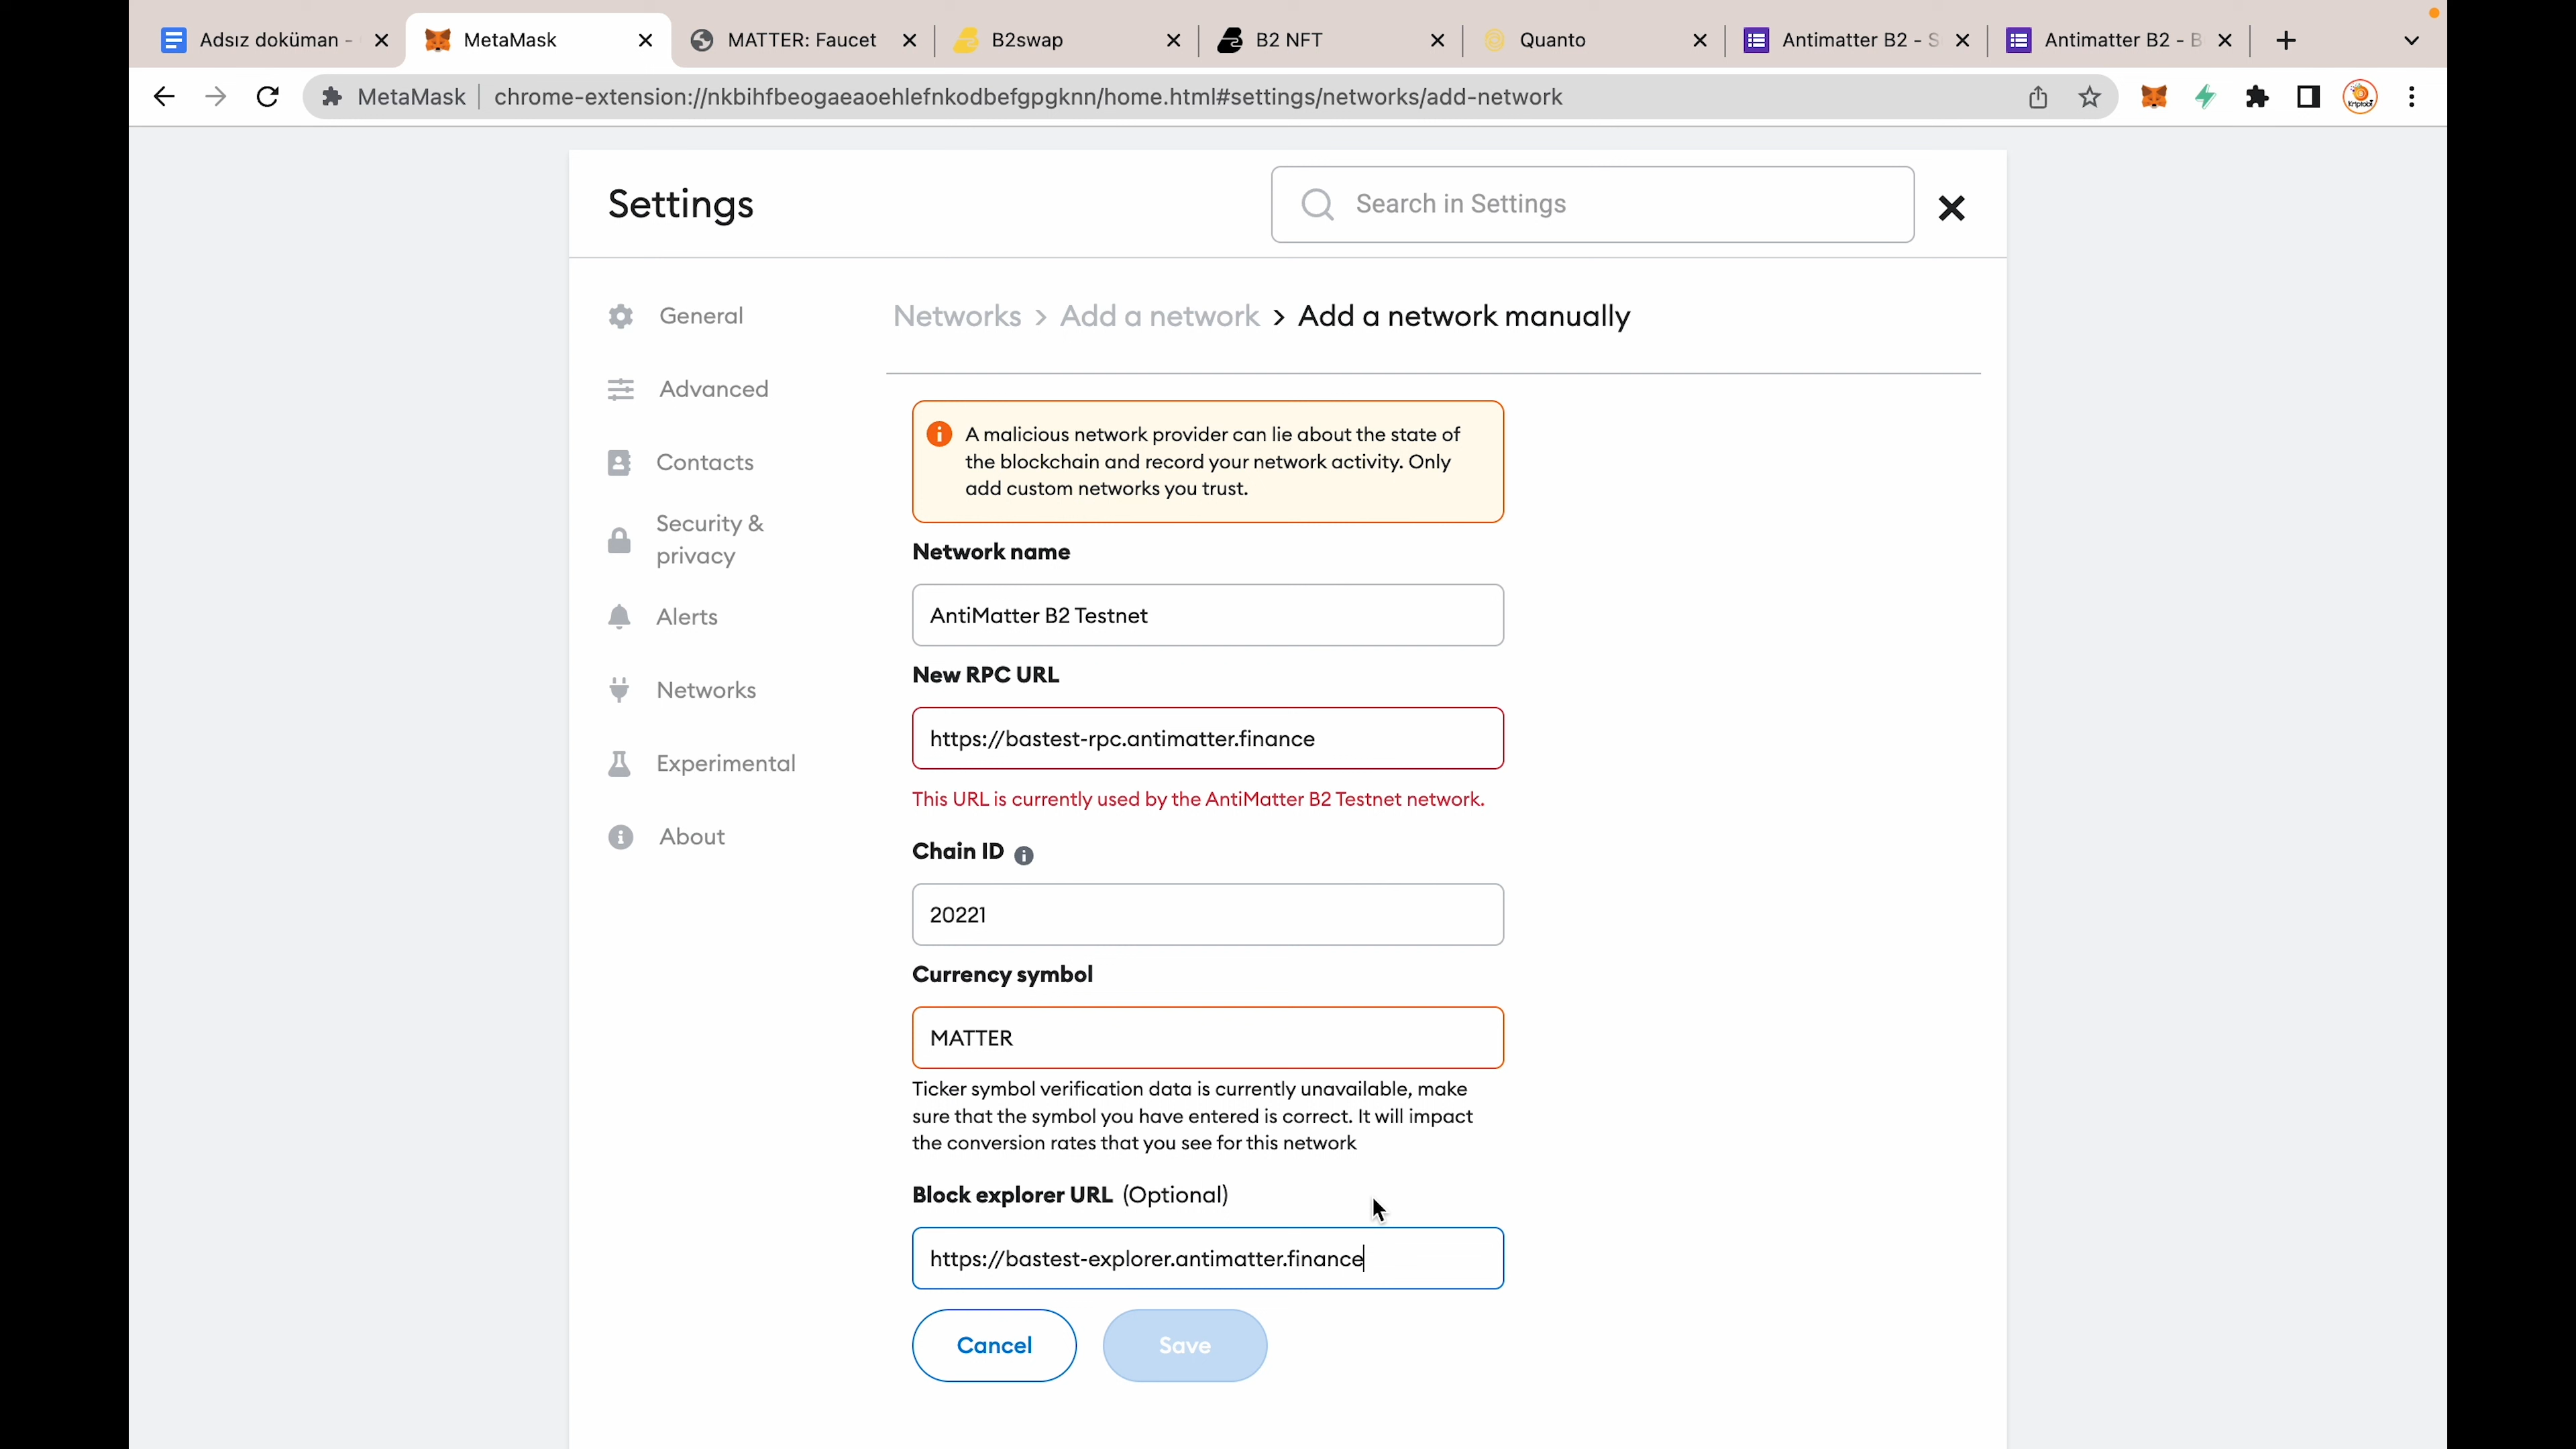 Adsız doküman -
MetaMask
MATTER: Faucet
B2swap
B2 NFT
Quanto
Antimatter B2 - S
Antimatter B2 - B
MetaMask
chrome-extension://nkbihfbeogaeaoehlefnkodbefgpgknn/home.html#settings/networks/add-network
Settings
Search in Settings
General
Advanced
Contacts
Security &
privacy
Alerts
Networks
Experimental
About
Networks > Add a network > Add a network manually
A malicious network provider can lie about the state of
the blockchain and record your network activity. Only
add custom networks you trust.
Network name
AntiMatter B2 Testnet
New RPC URL
https://bastest-rpc.antimatter.finance
This URL is currently used by the AntiMatter B2 Testnet network.
Chain ID
20221
Currency symbol
MATTER
Ticker symbol verification data is currently unavailable, make
sure that the symbol you have entered is correct. It will impact
the conversion rates that you see for this network
Block explorer URL (Optional)
https://bastest-explorer.antimatter.finance
Cancel
Save